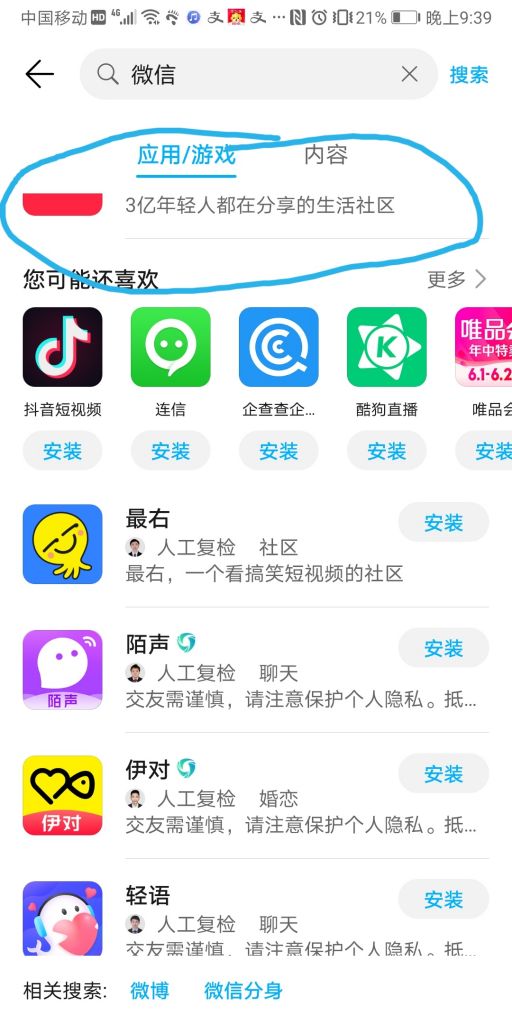 中国移动 HD 4G 21% 晚上9:39
微信 搜索
应用/游戏 内容
3亿年轻人都在分享的生活社区
您可能还喜欢 更多
唯品会
年中特卖
6.1-6.2
抖音短视频 连信 企查查企... 酷狗直播 唯品会
安装 安装 安装 安装 安装
最右 安装
人工复检 社区
最右，一个看搞笑短视频的社区
陌声 安装
人工复检 聊天
陌声
交友需谨慎，请注意保护个人隐私。抵...
伊对 安装
人工复检 婚恋
伊对
交友需谨慎，请注意保护个人隐私。抵...
轻语 安装
人工复检 聊天
交友需谨慎，请注意保护个人隐私。抵...
相关搜索: 微博 微信分身